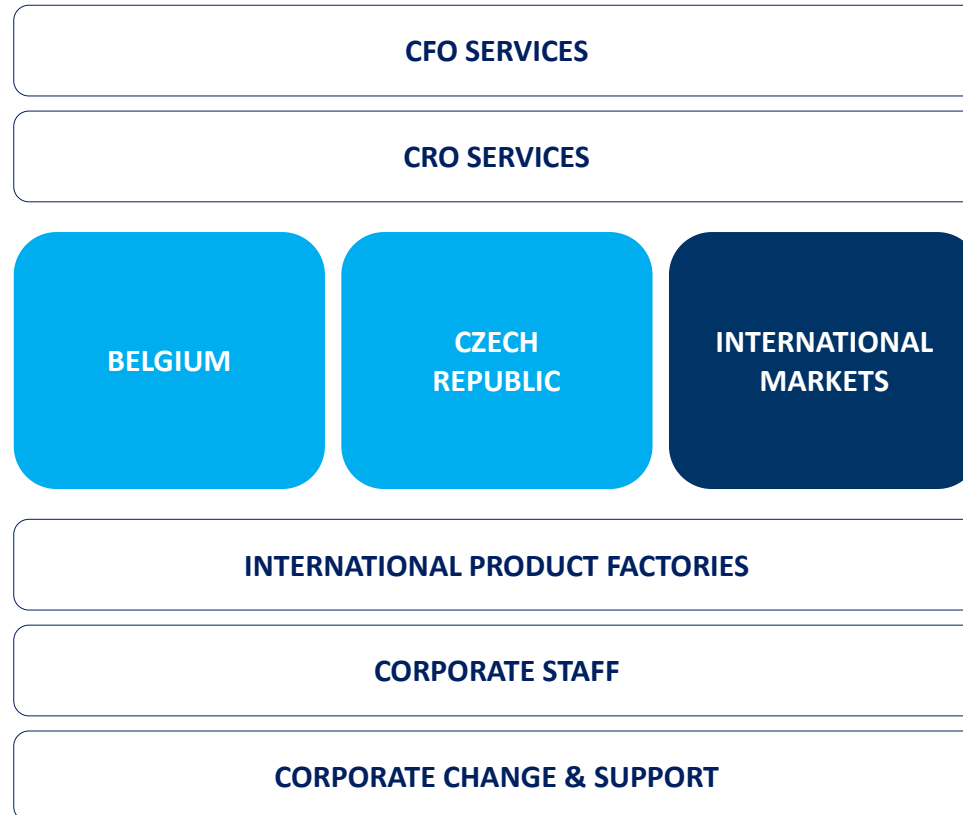 CFO SERVICES
CRO SERVICES
BELGIUM
CZECH
REPUBLIC
INTERNATIONAL
MARKETS
INTERNATIONAL PRODUCT FACTORIES
CORPORATE STAFF
CORPORATE CHANGE & SUPPORT